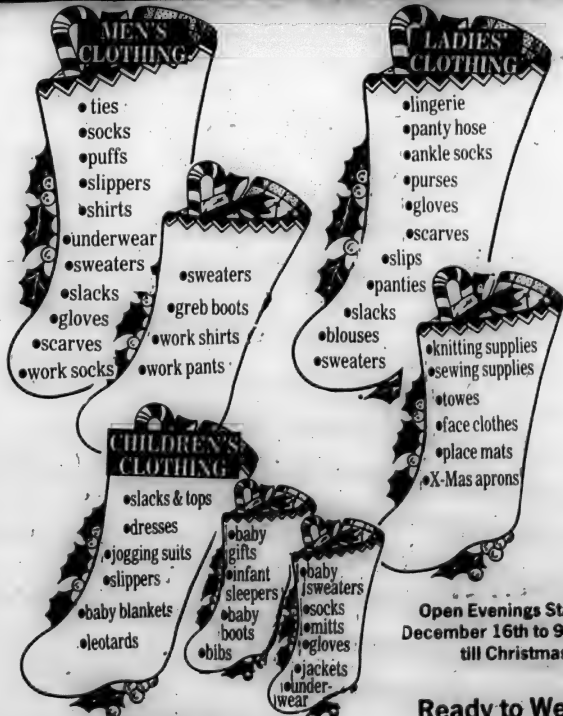 MEN'S
CLOTHING
•ties
•socks
•puffs
•slippers
•shirts
•underwear
•sweaters
•slacks
•gloves
•scarves
•work socks
•sweaters
•greb boots
•work shirts
•work pants
LADIES'
CLOTHING
•lingerie
•panty hose
•ankle socks
•purses
•gloves
•scarves
•slips
•panties
•slacks
•blouses
•sweaters
•knitting supplies
•sewing supplies
•towes
•face clothes
•place mats
•X-Mas aprons
CHILDREN'S
CLOTHING
•slacks & tops
•dresses
•jogging suits
•slippers
•baby blankets
•leotards
•baby
gifts
•infant
sleepers
•baby
boots
•bibs
•baby
sweaters
•socks
•mitts
•gloves
•jackets
•under-
wear
Open Evenings
December 16th to 9
till Christmas
Ready to